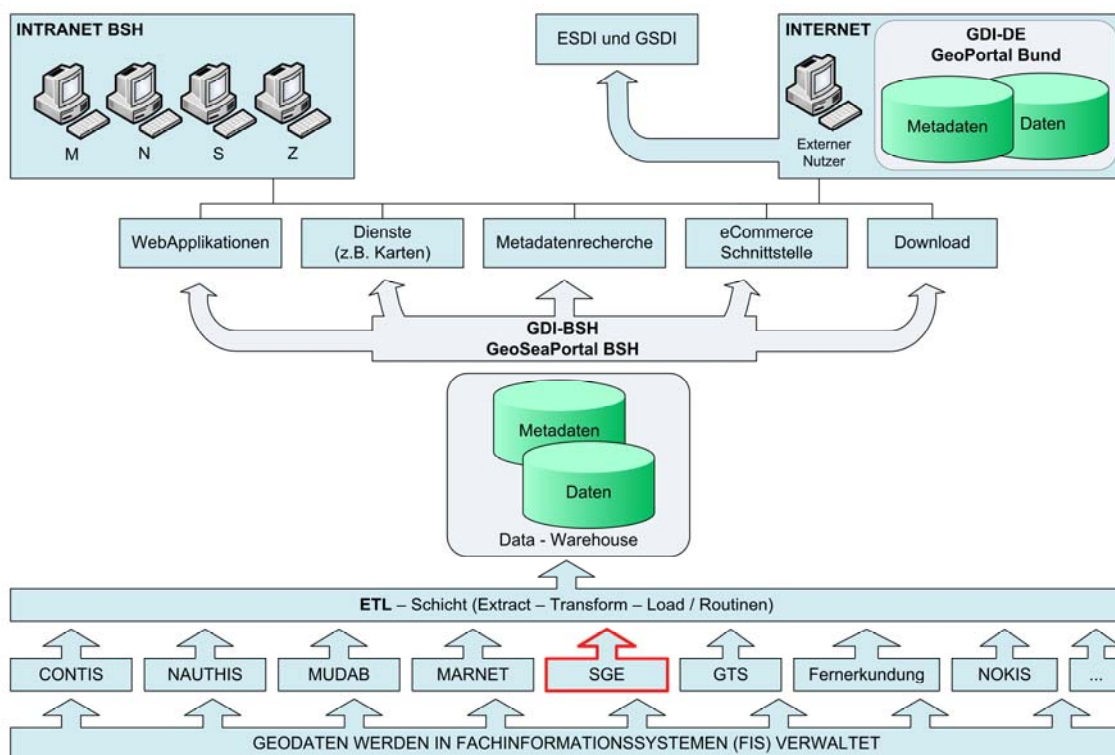 INTRANET BSH
M N S Z
ESDI und GSDI
INTERNET
Externer
Nutzer
GDI-DE
GeoPortal Bund
Metadaten
Daten
WebApplikationen
Dienste
(z.B. Karten)
Metadatenrecherche
eCommerce
Schnittstelle
Download
GDI-BSH
GeoSeaPortal BSH
Metadaten
Daten
Data - Warehouse
ETL – Schicht (Extract – Transform – Load / Routinen)
CONTIS
NAUTHIS
MUDAB
MARNET
SGE
GTS
Fernerkundung
NOKIS
...
GEODATEN WERDEN IN FACHINFORMATIONSSYSTEMEN (FIS) VERWALTET